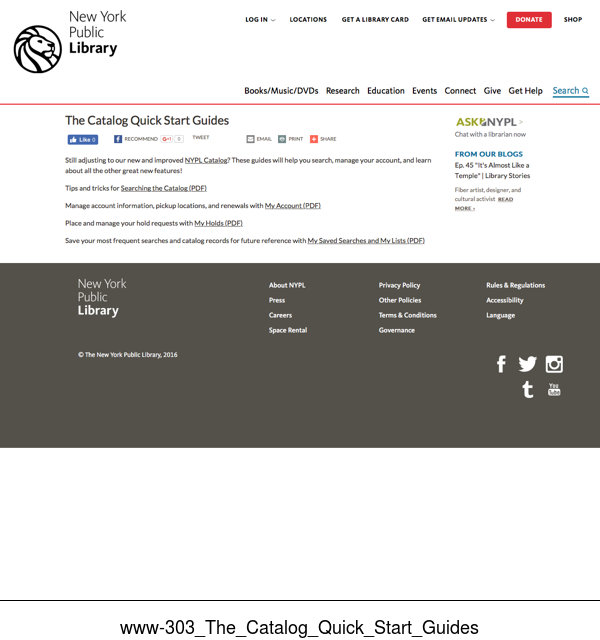 New York
Public
Library
LOG IN
LOCATIONS
GET A LIBRARY CARD
GET EMAIL UPDATES
DONATE
SHOP
Books/Music/DVDs Research Education Events Connect Give Get Help Search
The Catalog Quick Start Guides
Like 0
RECOMMEND
G+1 0
TWEET
EMAIL
PRINT
SHARE
Still adjusting to our new and improved NYPL Catalog? These guides will help you search, manage your account, and learn
about all the other great new features!
Tips and tricks for Searching the Catalog (PDF)
Manage account information, pickup locations, and renewals with My Account (PDF)
Place and manage your hold requests with My Holds (PDF)
Save your most frequent searches and catalog records for future reference with My Saved Searches and My Lists (PDF)
ASK NYPL >
Chat with a librarian now
FROM OUR BLOGS
Ep. 45 "It's Almost Like a
Temple" | Library Stories
Fiber artist, designer, and
cultural activist READ
MORE ›
New York
Public
Library
About NYPL
Press
Careers
Space Rental
Privacy Policy
Other Policies
Terms & Conditions
Governance
Rules & Regulations
Accessibility
Language
© The New York Public Library, 2016
You
Tube
www-303_The_Catalog_Quick_Start_Guides